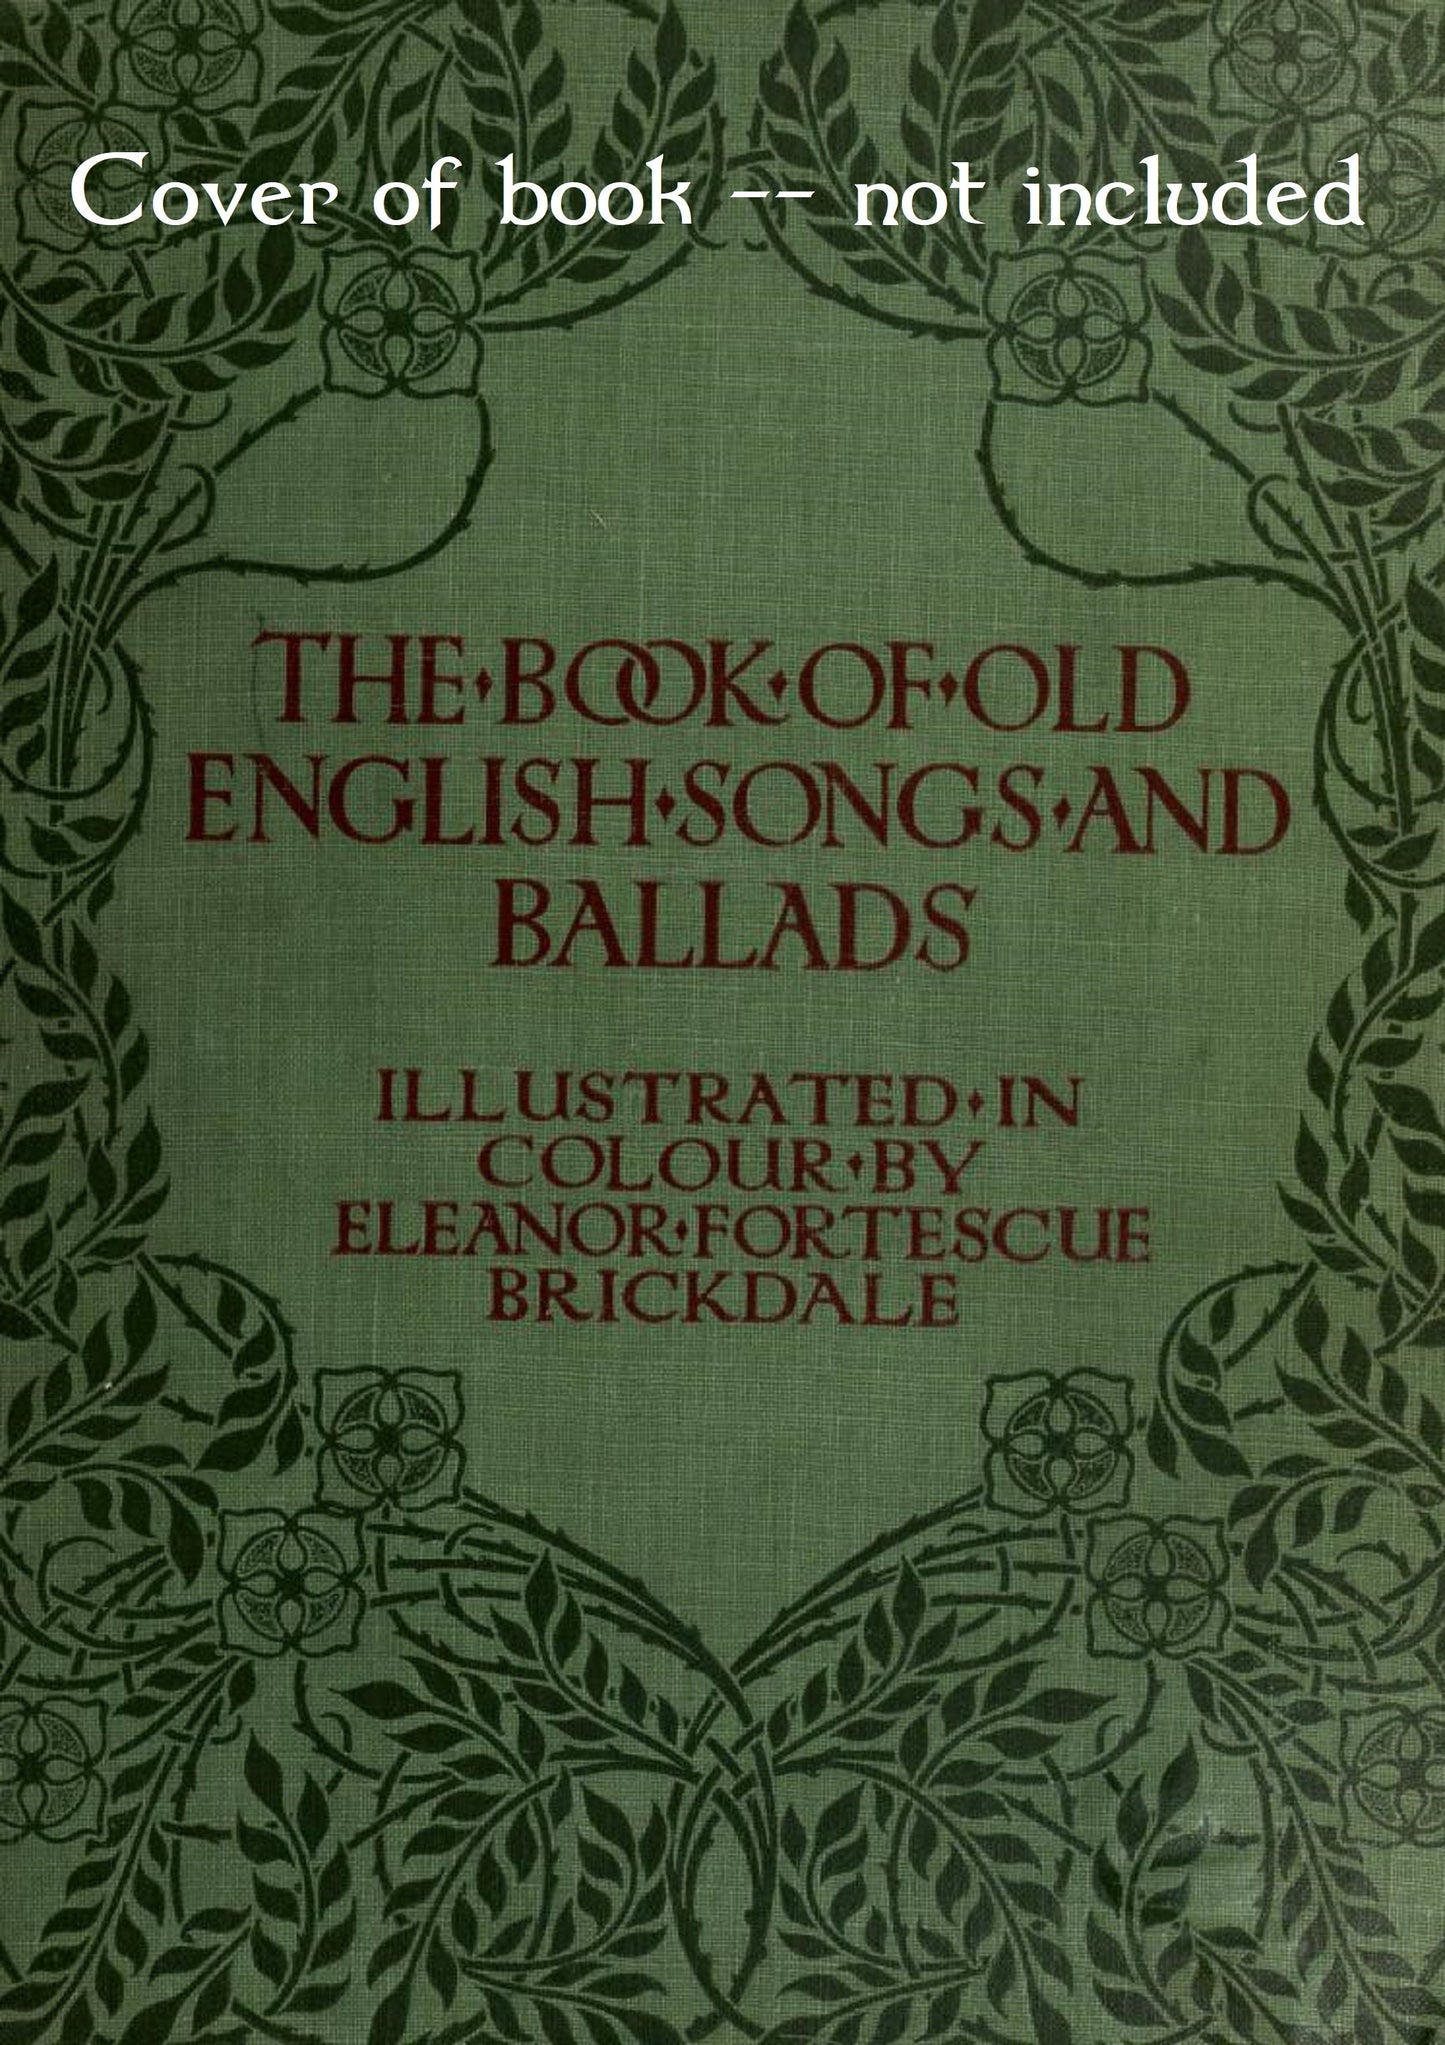 Cover of book -- not included
THE·BOOK·OF·OLD
ENGLISH·SONGS·AND
BALLADS
ILLUSTRATED·IN
COLOUR·BY
ELEANOR·FORTESCUE
BRICKDALE